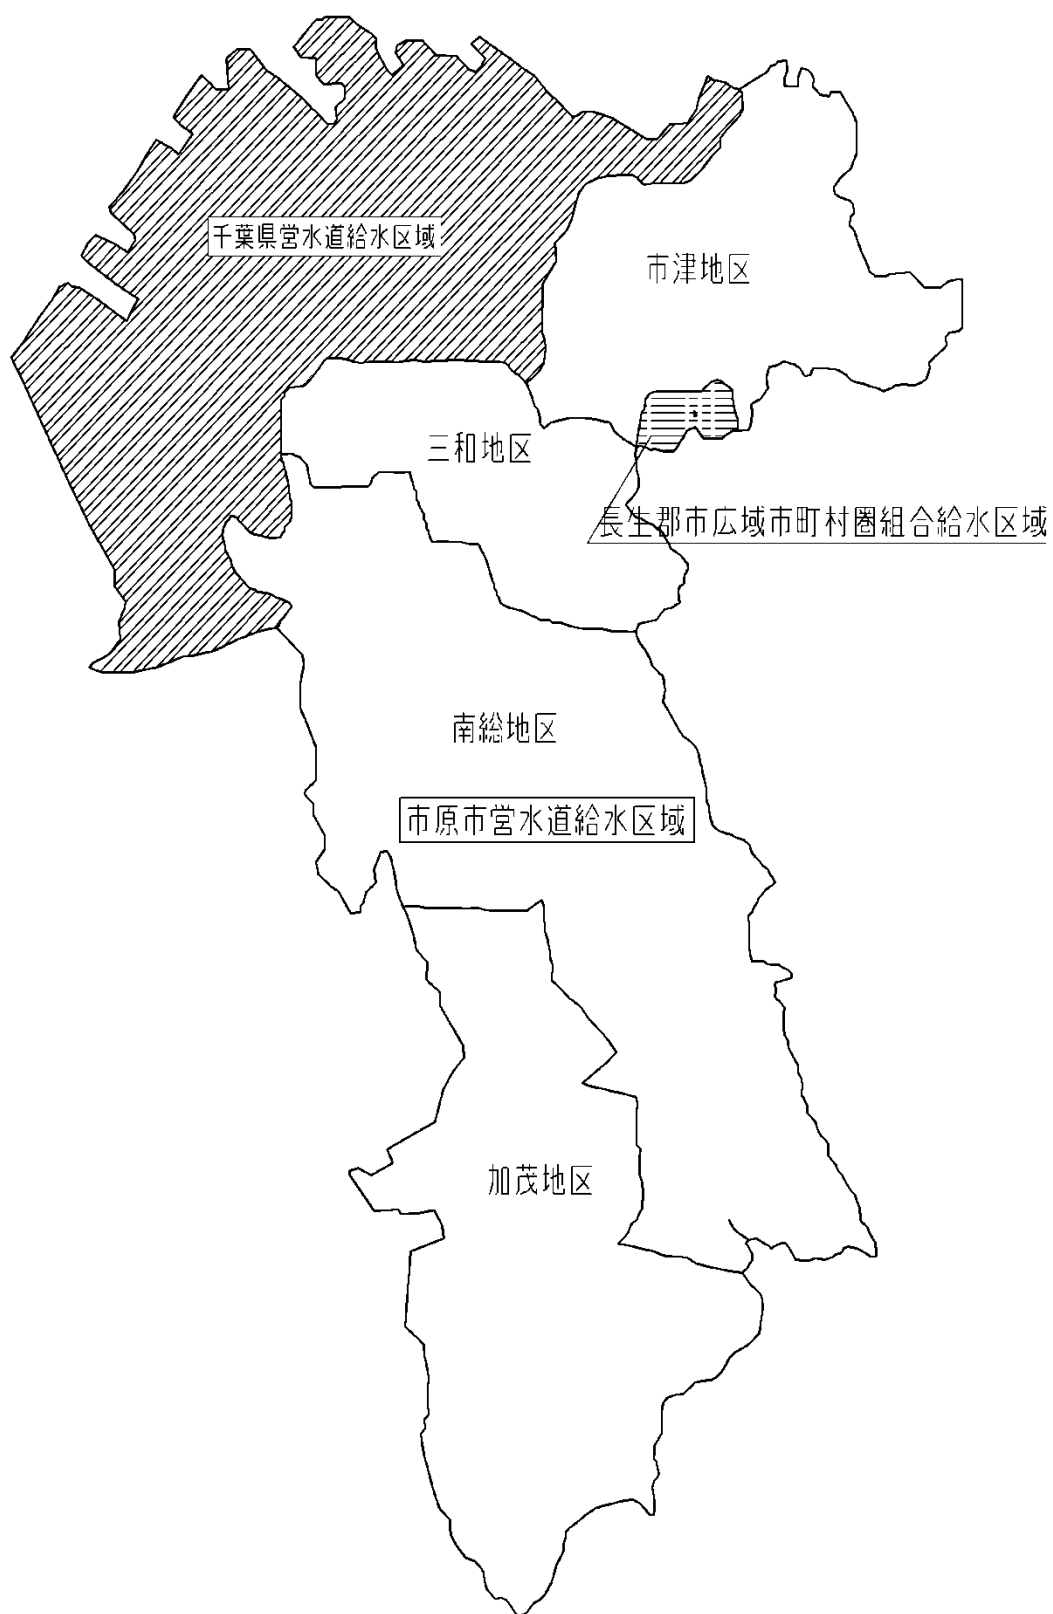 千葉県営水道給水区域
市津地区
三和地区
長生郡市広域市町村圏組合給水区域
南総地区
市原市営水道給水区域
加茂地区